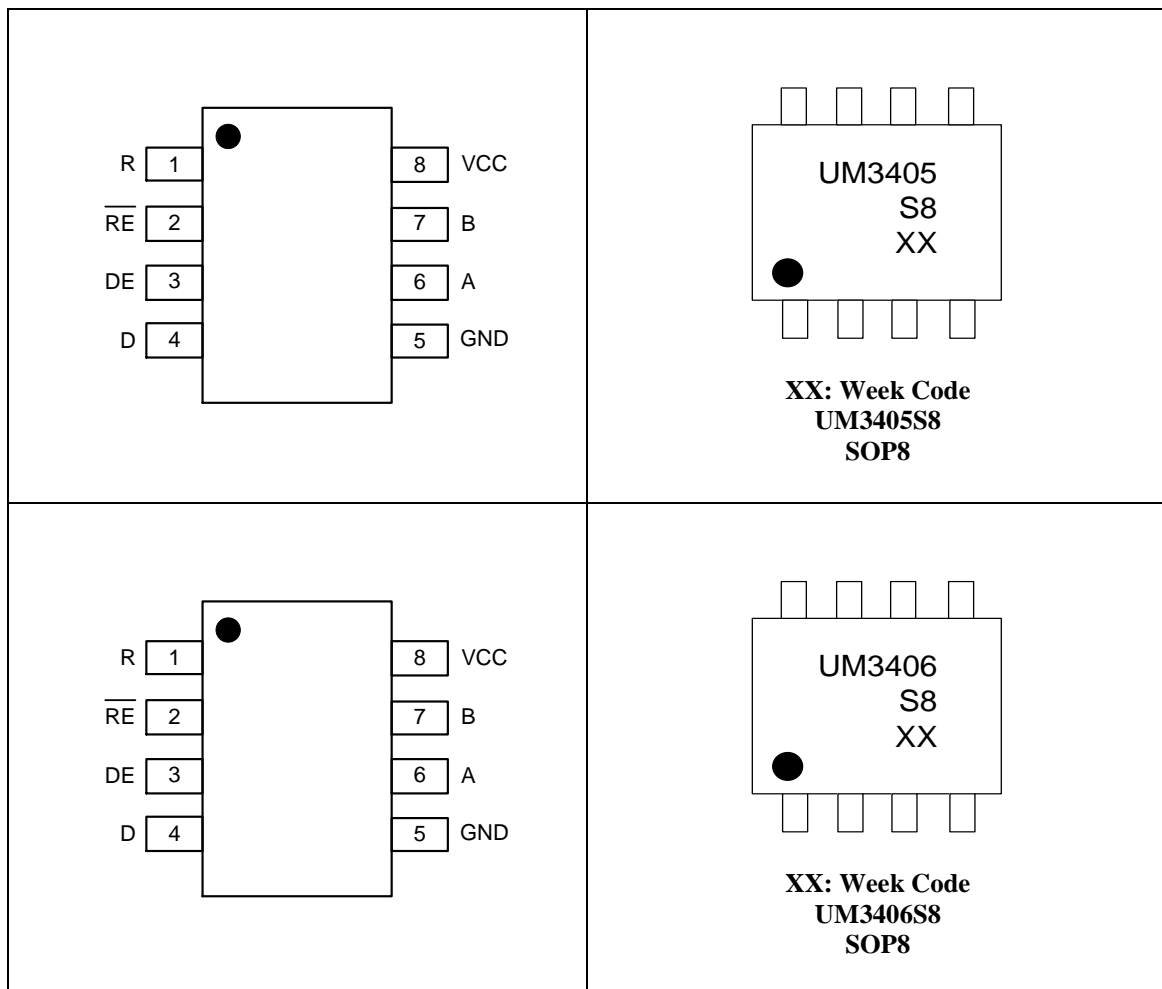 R 1 8 VCC
R̅E̅ 2 7 B
DE 3 6 A
D 4 5 GND
UM3405
S8
XX
XX: Week Code
UM3405S8
SOP8
R 1 8 VCC
R̅E̅ 2 7 B
DE 3 6 A
D 4 5 GND
UM3406
S8
XX
XX: Week Code
UM3406S8
SOP8